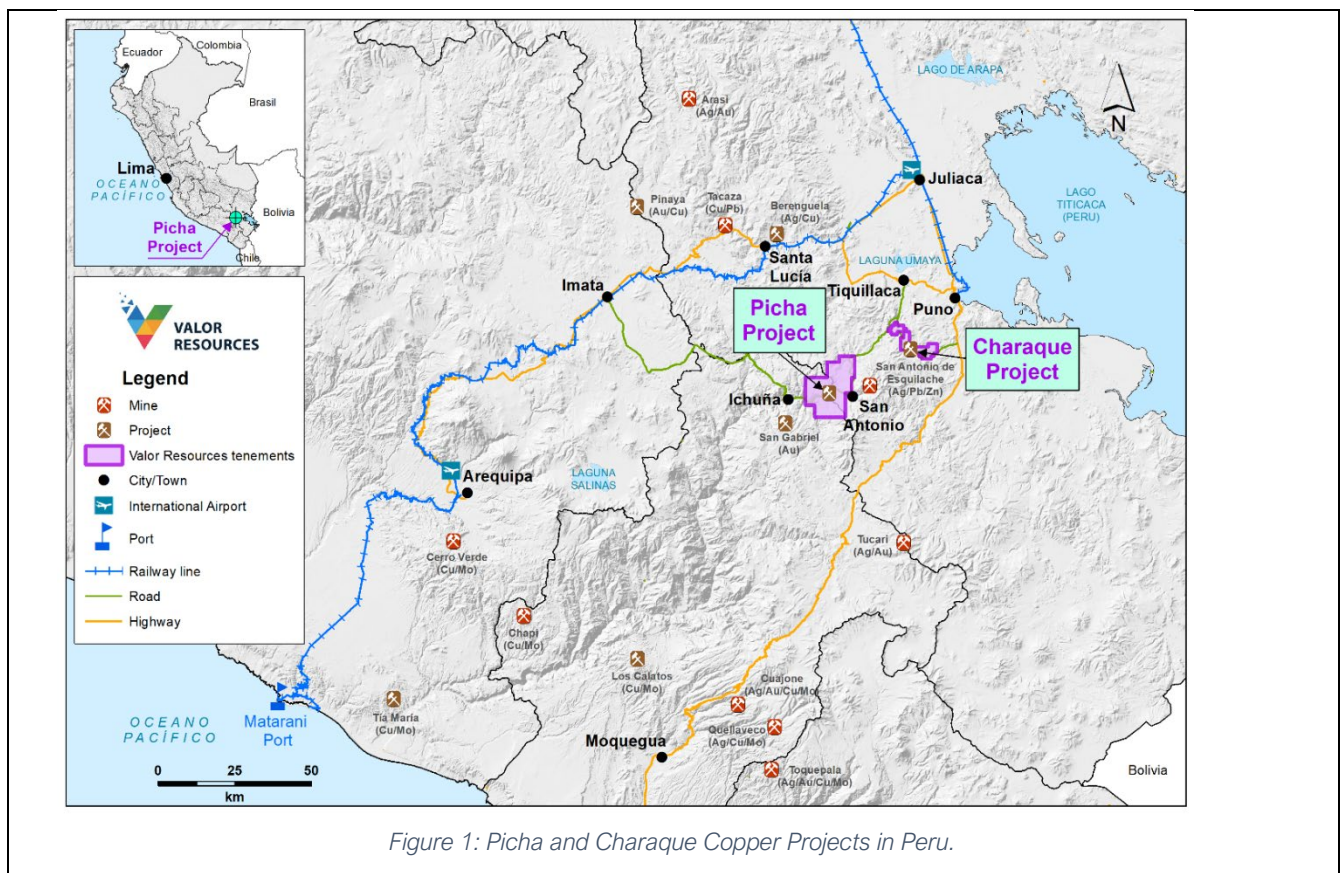 Ecuador
Colombia
Brasil
Lima
OCEANO
PACÍFICO
Bolivia
Picha
Project
Chile
VALOR
RESOURCES
Legend
Mine
Project
Valor Resources tenements
City/Town
International Airport
Port
Railway line
Road
Highway
LAGO DE ARAPA
N
Arasi
(Ag/Au)
Juliaca
LAGO
TITICACA
(PERU)
Pinaya
(Au/Cu)
Tacaza
(Cu/Pb)
Berenguela
(Ag/Cu)
Santa
Lucía
LAGUNA UMAYA
Imata
Tiquillaca
Puno
Picha
Project
Charaque
Project
San Antonio de
Esquilache
(Ag/Pb/Zn)
Ichuña
San
Antonio
San Gabriel
(Au)
Arequipa
LAGUNA
SALINAS
Cerro Verde
(Cu/Mo)
Tucari
(Ag/Au)
Chapi
(Cu/Mo)
Los Calatos
(Cu/Mo)
Cuajone
(Ag/Au/Cu/Mo)
Tía María
(Cu/Mo)
Quellaveco
(Ag/Cu/Mo)
OCEANO
PACÍFICO
Matarani
Port
Moquegua
Toquepala
(Ag/Au/Cu/Mo)
Bolivia
0 25 50
km
Figure 1: Picha and Charaque Copper Projects in Peru.